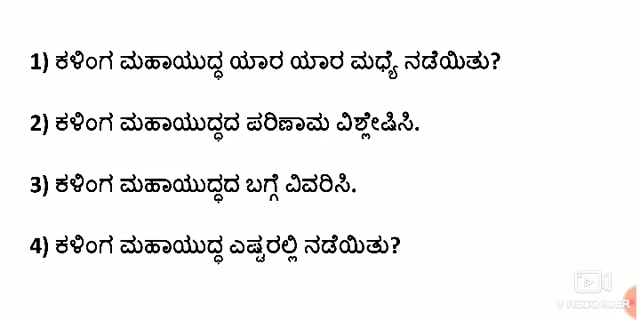 1) ಕಳಿಂಗ ಮಹಾಯುದ್ಧ ಯಾರ ಯಾರ ಮಧ್ಯೆ ನಡೆಯಿತು?
2) ಕಳಿಂಗ ಮಹಾಯುದ್ಧದ ಪರಿಣಾಮ ವಿಶ್ಲೇಷಿಸಿ.
3) ಕಳಿಂಗ ಮಹಾಯುದ್ಧದ ಬಗ್ಗೆ ವಿವರಿಸಿ.
4) ಕಳಿಂಗ ಮಹಾಯುದ್ಧ ಎಷ್ಟರಲ್ಲಿ ನಡೆಯಿತು?
V RECORDER